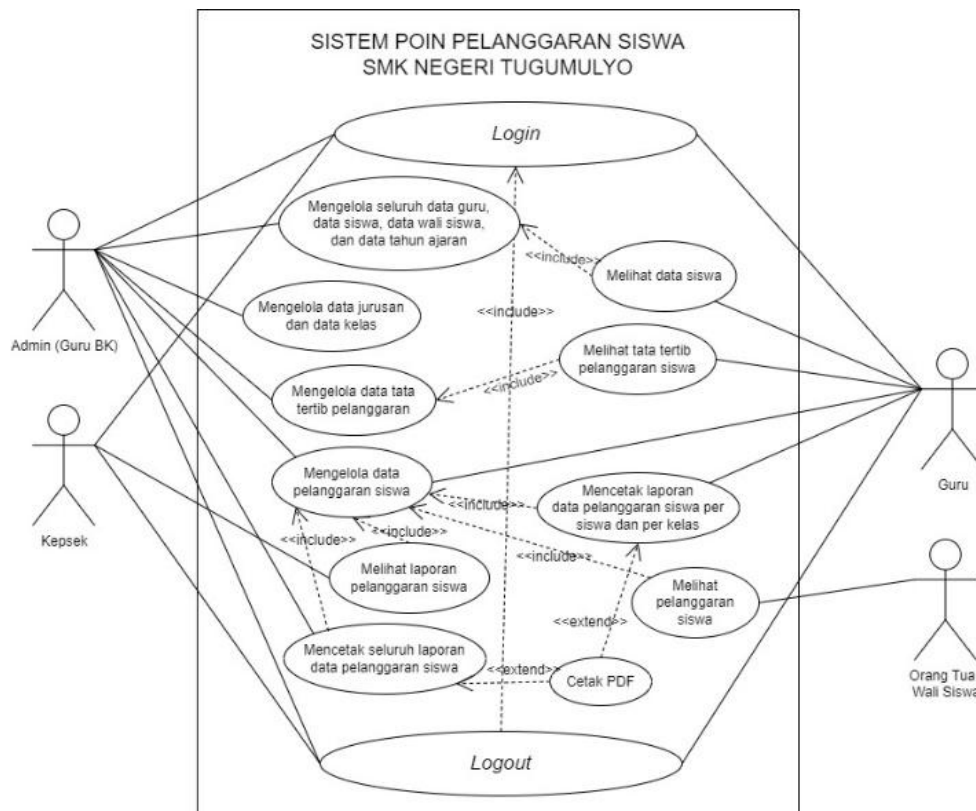 SISTEM POIN PELANGGARAN SISWA
SMK NEGERI TUGUMULYO
Login
Mengelola seluruh data guru,
data siswa, data wali siswa,
dan data tahun ajaran
<<include>>
Melihat data siswa
Mengelola data jurusan
dan data kelas
<<include>>
Admin (Guru BK)
Melihat tata tertib
pelanggaran siswa
<<include>>
Mengelola data tata
tertib pelanggaran
Mengelola data
pelanggaran siswa
Guru
Mencetak laporan
data pelanggaran siswa per
siswa dan per kelas
<<include>>
<<include>>
<<include>>
<<include>>
Kepsek
Melihat laporan
pelanggaran siswa
Melihat
pelanggaran
siswa
<<extend>>
Mencetak seluruh laporan
data pelanggaran siswa
<<extend>>
Cetak PDF
Orang Tua/
Wali Siswa
Logout